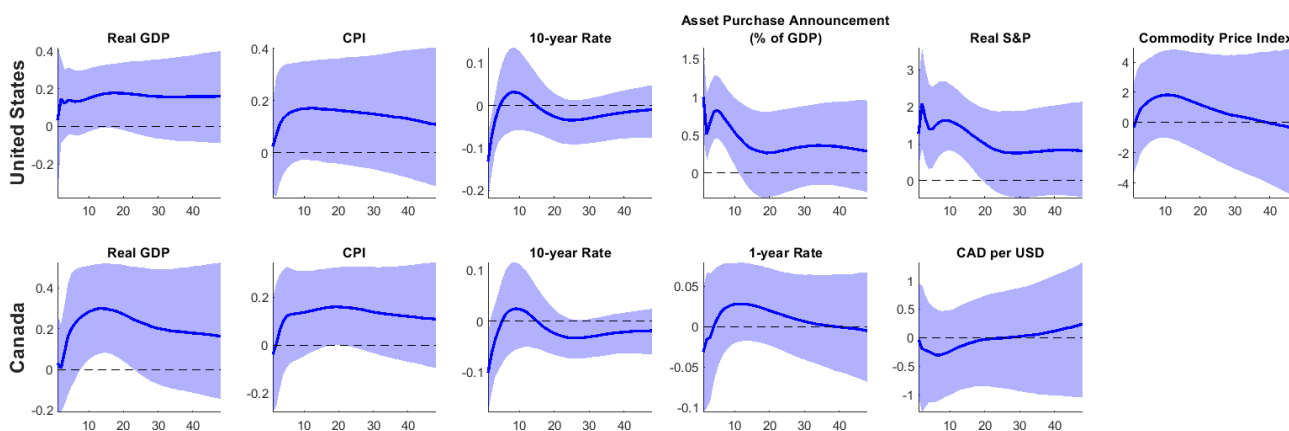 Asset Purchase Announcement
Real GDP CPI 10-year Rate (% of GDP) Real S&P Commodity Price Index
United States
0.4 0.2 0 -0.2
10 20 30 40
0.4 0.2 0
10 20 30 40
0.1 0 -0.1 -0.2
10 20 30 40
1 0.5 0
10 20 30 40
3 2 1 0
10 20 30 40
4 2 0 -2 -4
10 20 30 40
Real GDP CPI 10-year Rate 1-year Rate CAD per USD
Canada
0.4 0.2 0 -0.2
10 20 30 40
0.2 0 -0.2
10 20 30 40
0.1 0 -0.1
10 20 30 40
0.05 0 -0.05 -0.1
10 20 30 40
1 0.5 0 -0.5 -1
10 20 30 40